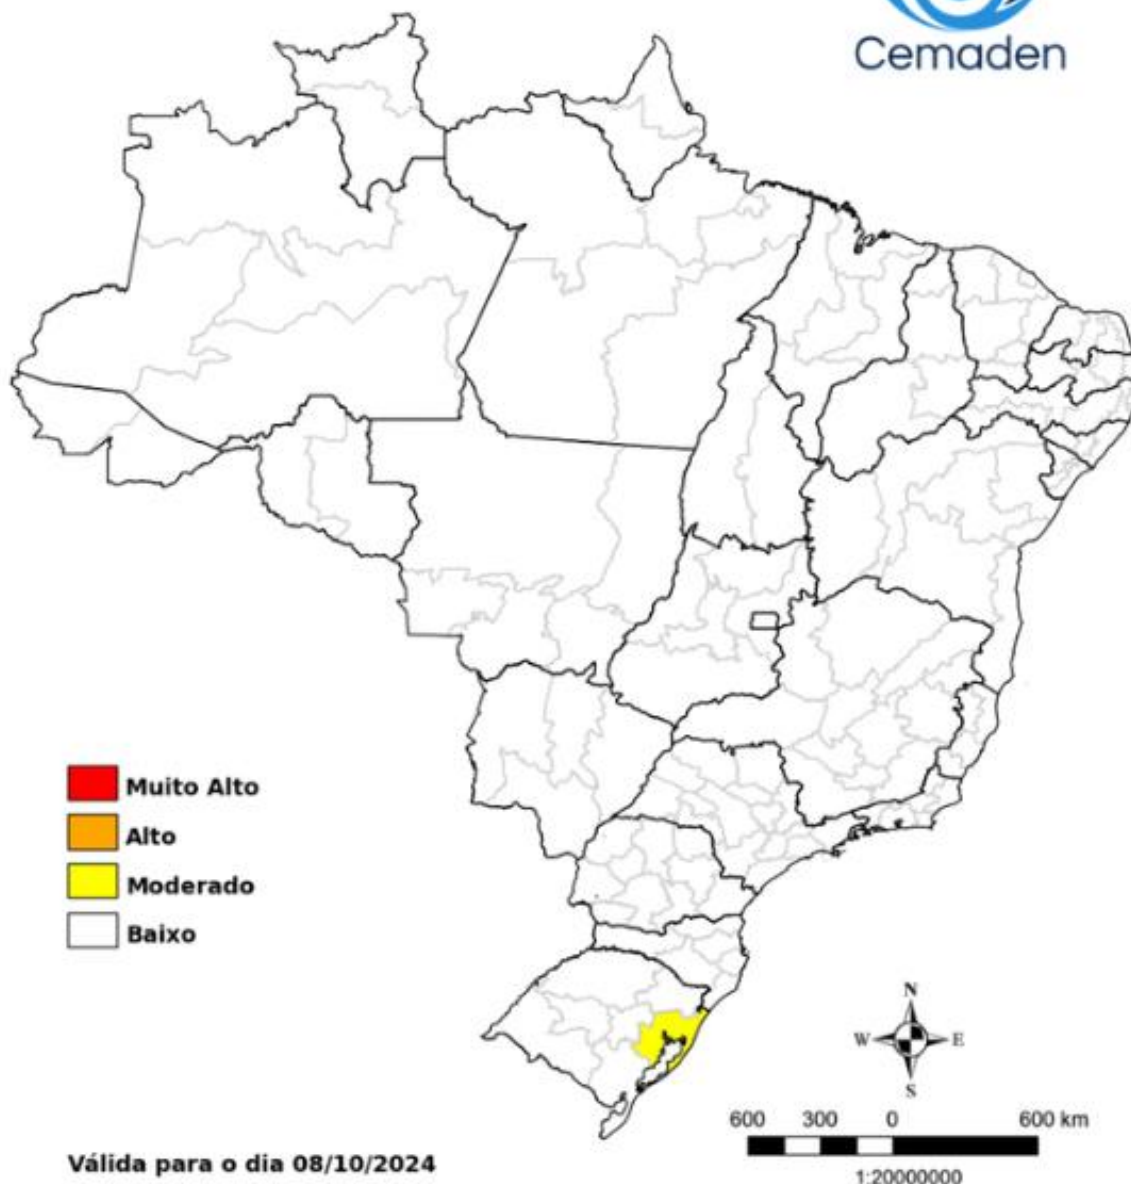 Cemaden
Muito Alto
Alto
Moderado
Baixo
N
W E
S
600 300 0 600 km
1:20000000
Válida para o dia 08/10/2024